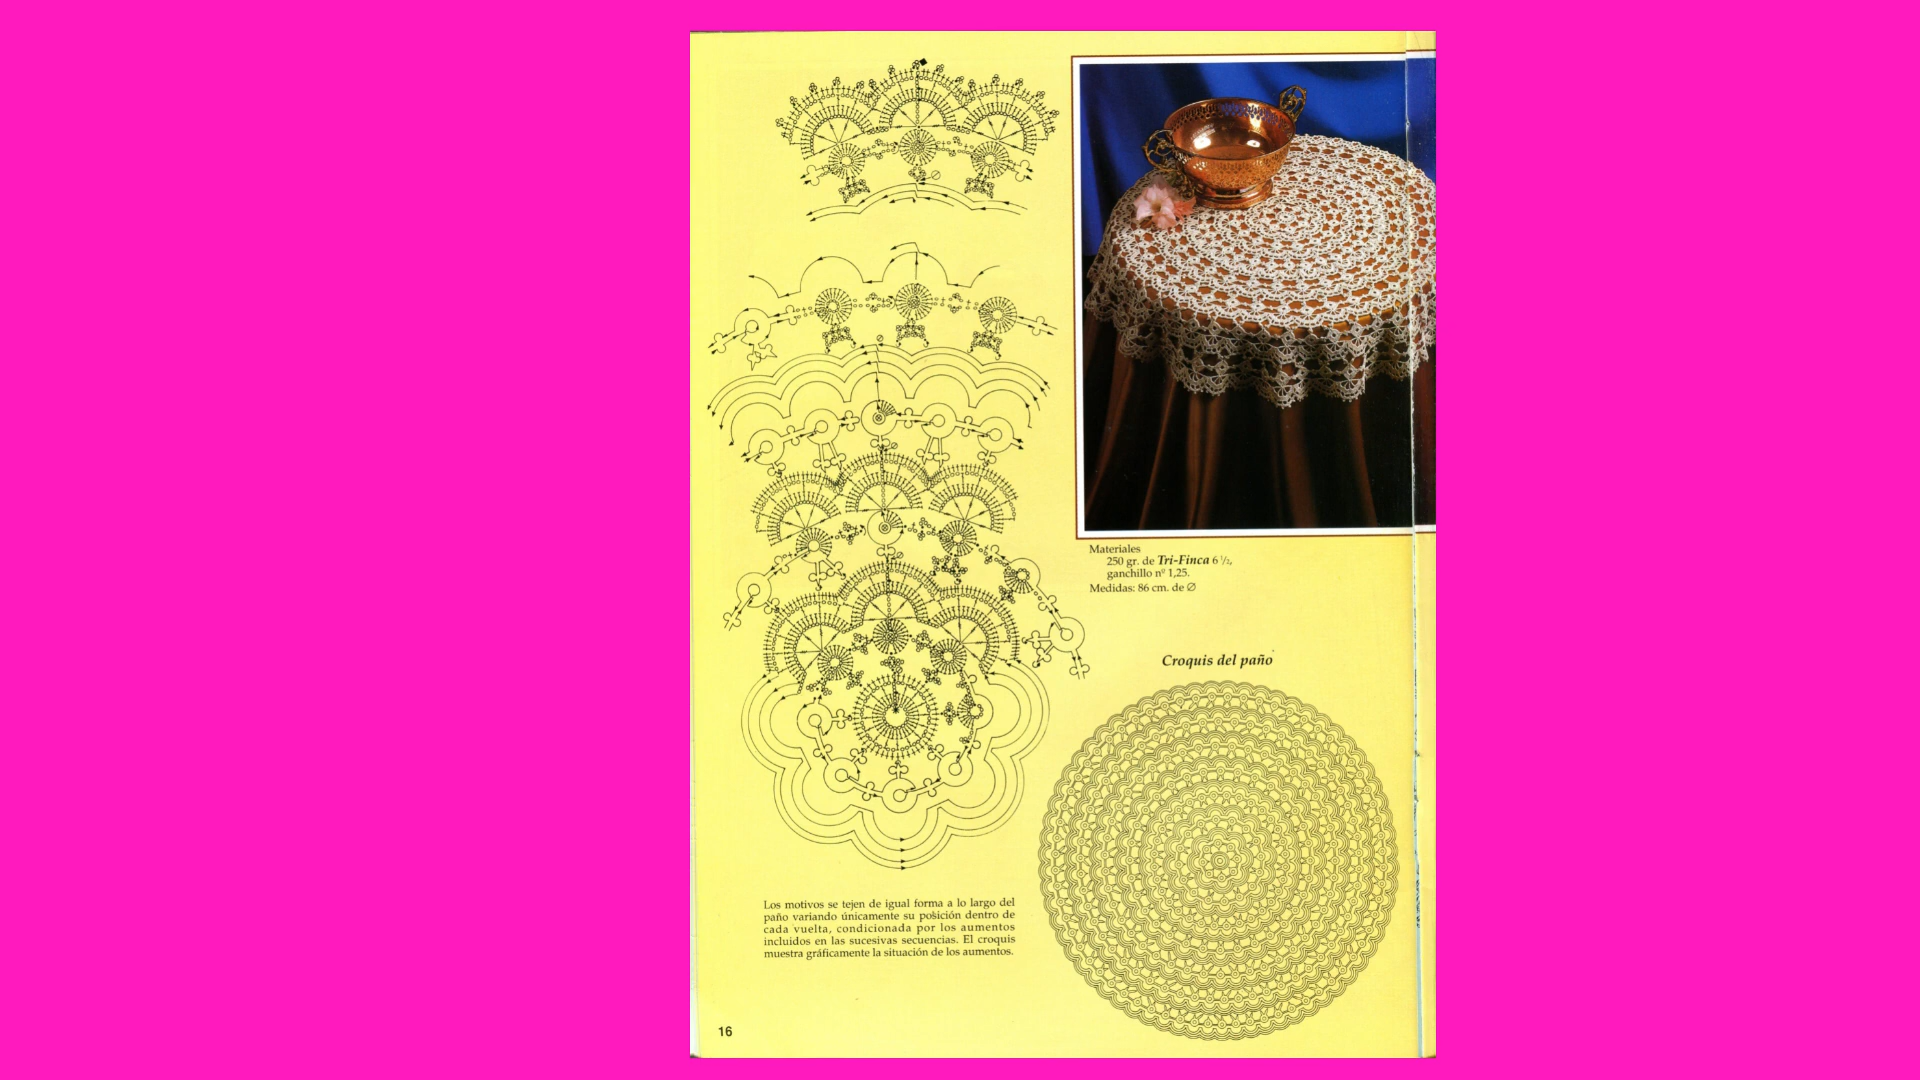 Materiales
250 gr. de Tri-Finca 6 1/2,
ganchillo nº 1,25.
Medidas: 86 cm. de ∅
Croquis del paño
Los motivos se tejen de igual forma a lo largo del
paño variando únicamente su posición dentro de
cada vuelta, condicionada por los aumentos
incluidos en las sucesivas secuencias. El croquis
muestra gráficamente la situación de los aumentos.
16